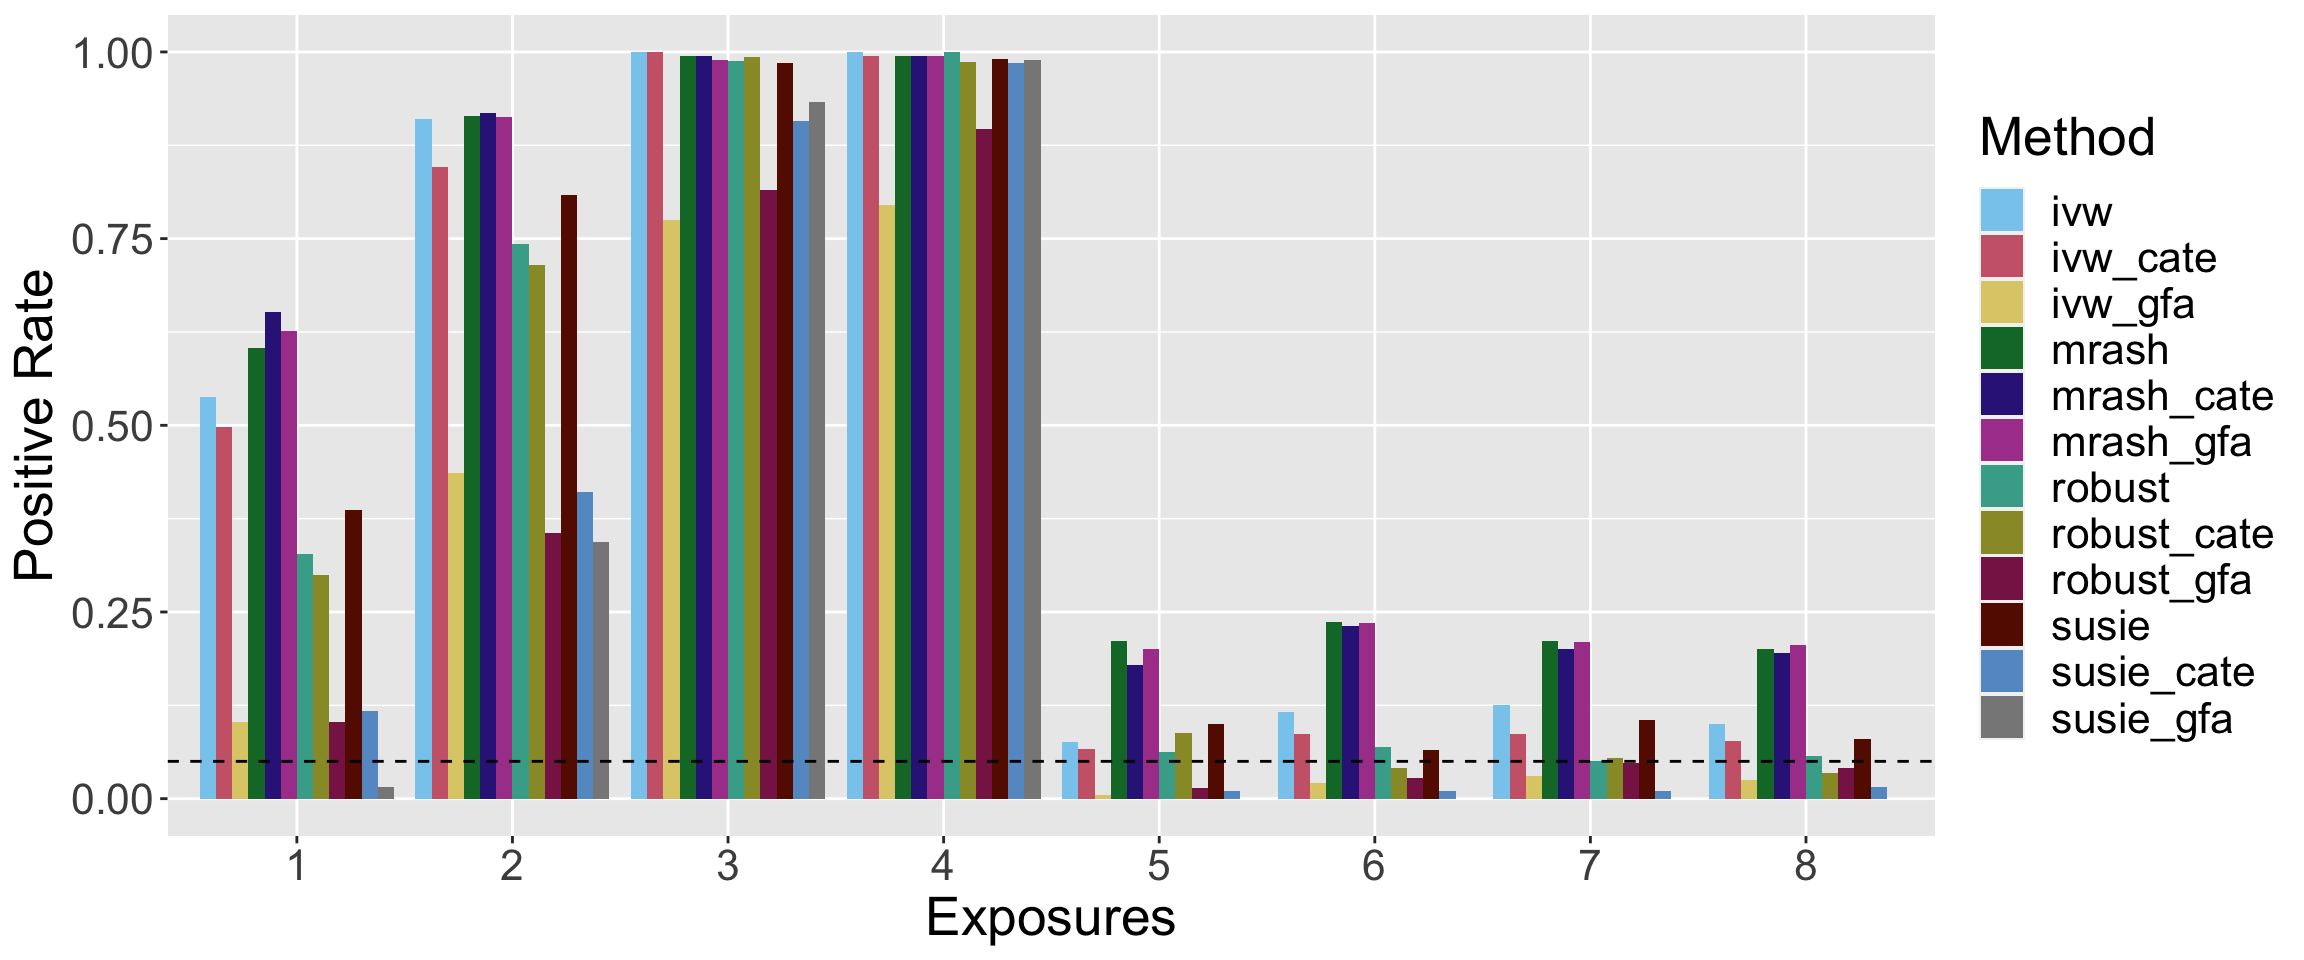 Positive Rate
1.00
0.75
0.50
0.25
0.00
1 2 3 4 5 6 7 8
Exposures
Method
ivw
ivw_cate
ivw_gfa
mrash
mrash_cate
mrash_gfa
robust
robust_cate
robust_gfa
susie
susie_cate
susie_gfa